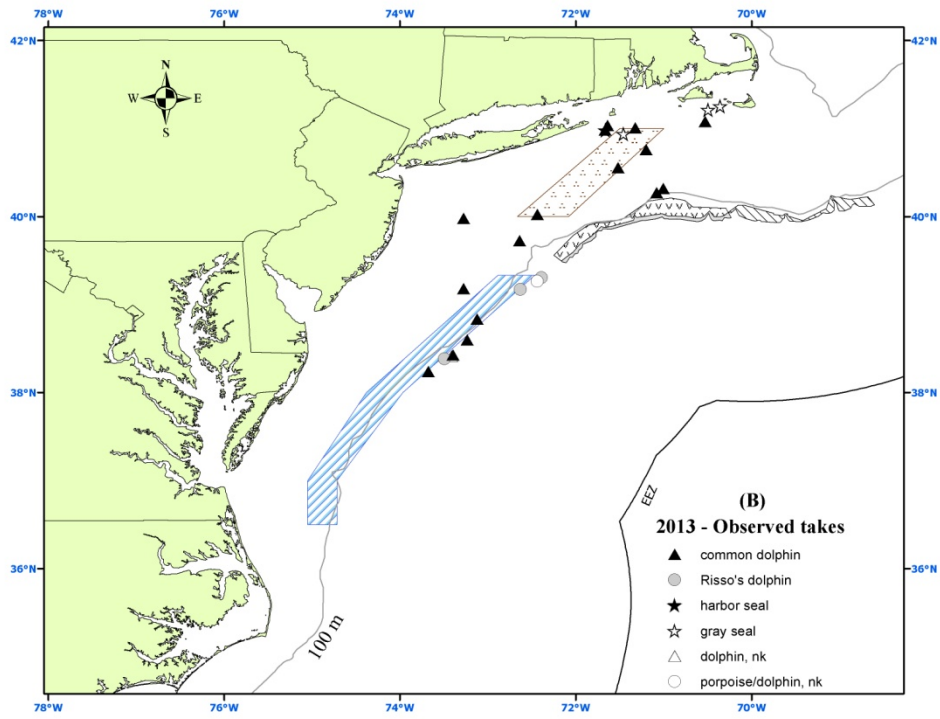 78°W 76°W 74°W 72°W 70°W
42°N 42°N
N
W E
S
40°N 40°N
38°N 38°N
EEZ
(B)
2013 - Observed takes
common dolphin
36°N 36°N
Risso's dolphin
harbor seal
100 m
gray seal
dolphin, nk
porpoise/dolphin, nk
78°W 76°W 74°W 72°W 70°W